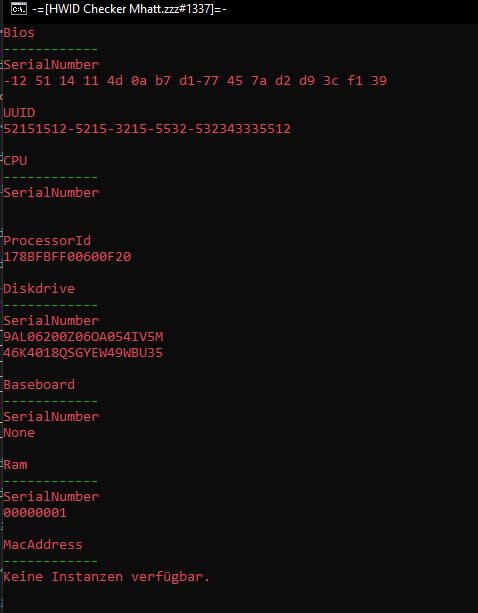 -=[HWID Checker Mhatt.zzz#1337]=-
Bios
------------
SerialNumber
-12 51 14 11 4d 0a b7 d1-77 45 7a d2 d9 3c f1 39
UUID
52151512-5215-3215-5532-532343335512
CPU
------------
SerialNumber
ProcessorId
178BFBFF00600F20
Diskdrive
------------
SerialNumber
9AL06200Z06OA054IV5M
46K4018QSGYEW49WBU35
Baseboard
------------
SerialNumber
None
Ram
------------
SerialNumber
00000001
MacAddress
------------
Keine Instanzen verfügbar.